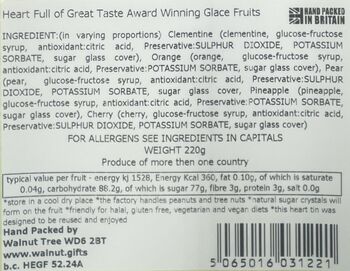 Heart Full of Great Taste Award Winning Glace Fruits
HAND PACKED
IN BRITAIN
INGREDIENT:(in varying proportions) Clementine (clementine, glucose-fructose
syrup, antioxidant:citric acid, Preservative:SULPHUR DIOXIDE, POTASSIUM
SORBATE, sugar glass cover), Orange (orange, glucose-fructose syrup,
antioxidant:citric acid, Preservative:POTASSIUM SORBATE, sugar glass cover), Pear
(pear, glucose-fructose syrup, antioxidant:citric acid,
Preservative:SULPHUR DIOXIDE, POTASSIUM SORBATE, sugar glass cover), Pineapple (pineapple,
glucose-fructose syrup, antioxidant:citric acid, Preservative:POTASSIUM SORBATE,
sugar glass cover) Cherry (cherry, glucose-fructose syrup, antioxidant:citric acid,
Preservative:SULPHUR DIOXIDE, POTASSIUM SORBATE, sugar glass cover)
FOR ALLERGENS SEE INGREDIENTS IN CAPITALS
WEIGHT 220g
Produce of more then one country
typical value per fruit - energy kj 1528, Energy Kcal 360, fat 0.10g, of which is saturate
0.04g, carbohydrate 88.2g, of which is sugar 77g, fibre 3g, protein 3g, salt 0.0g
*store in a cool dry place *the factory handles peanuts and tree nuts *natural sugar crystals will
form on the fruit *friendly for halal, gluten free, vegetarian and vegan diets *this heart tin was
designed to be reused and enjoyed
Hand Packed by
Walnut Tree WD6 2BT
www.walnut.gifts
b.c. HEGF 52.24A
5 065016 031221